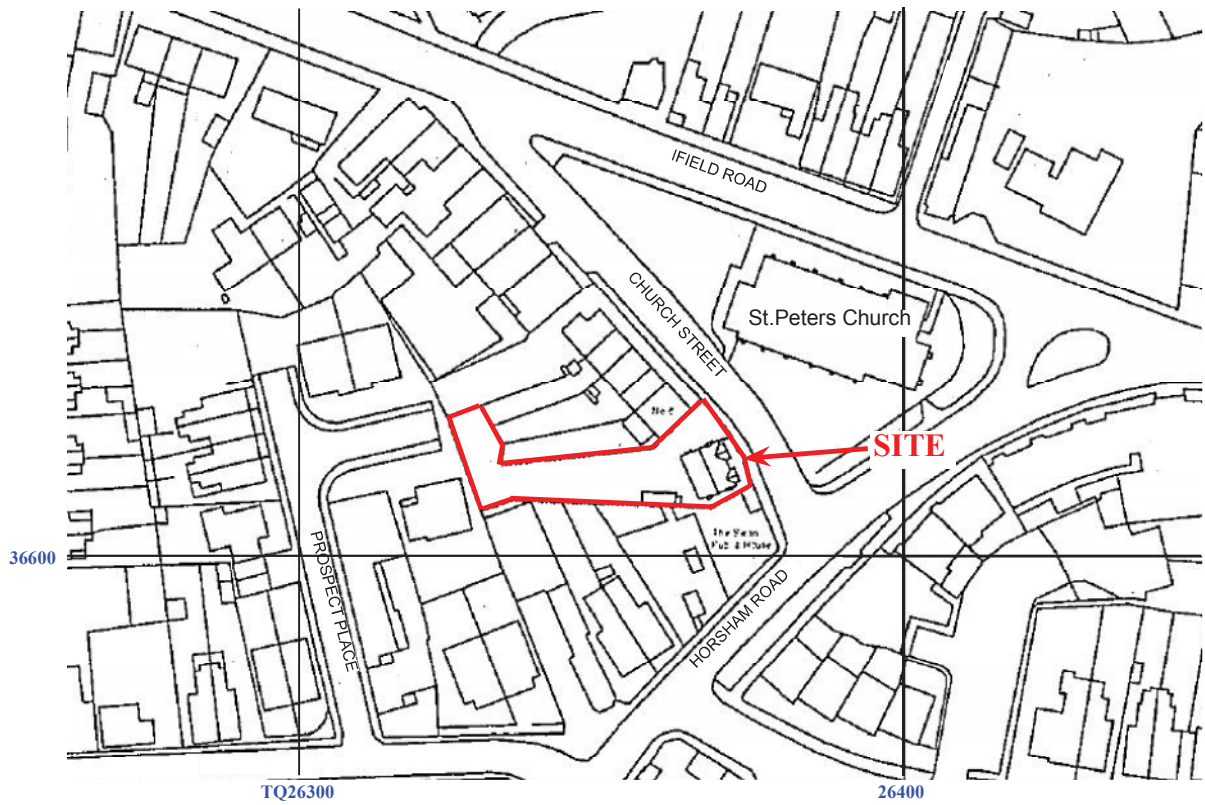 IFIELD ROAD
CHURCH STREET
St.Peters Church
No 6
SITE
The Swan
Public House
PROSPECT PLACE
HORSHAM ROAD
36600
TQ26300
26400